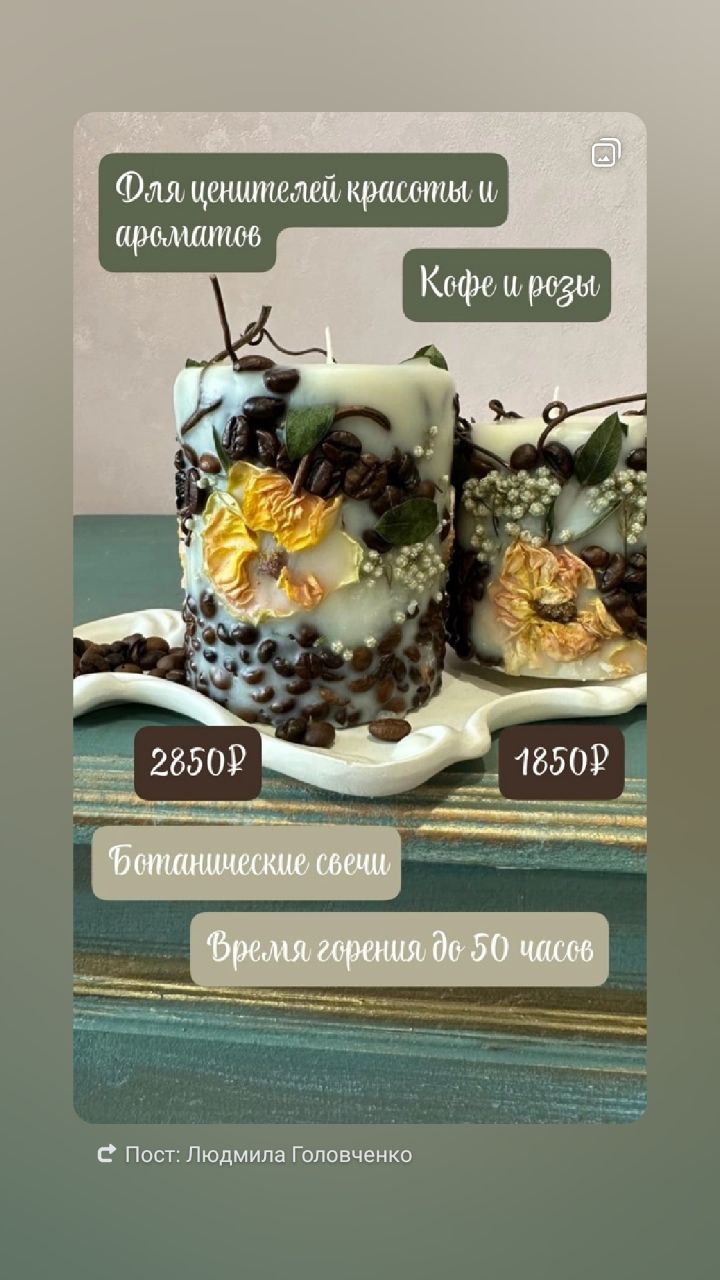 Для ценителей красоты и
ароматов
Кофе и розы
2850₽
1850₽
Ботанические свечи
Время горения до 50 часов
Пост: Людмила Головченко